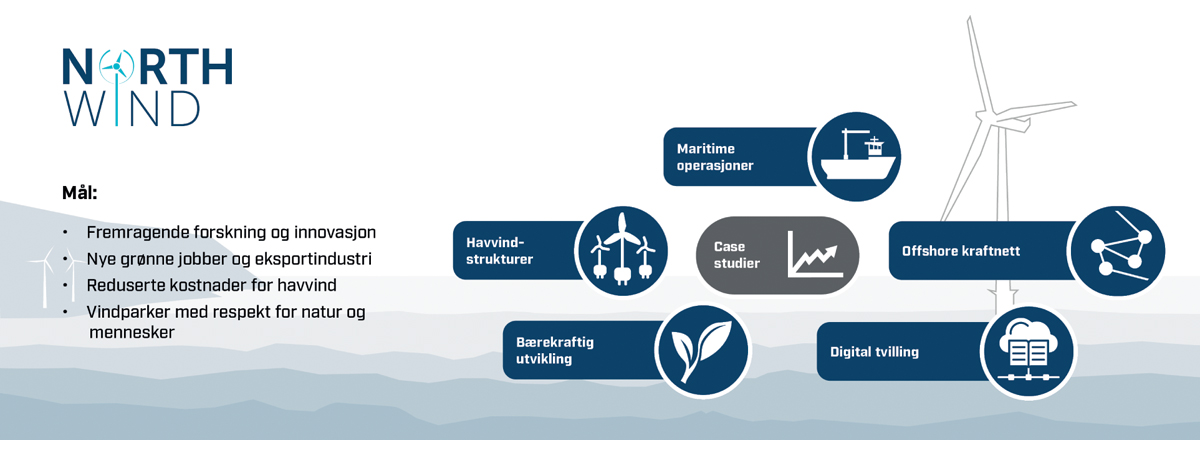 NORTH
WIND
Mål:
• Fremragende forskning og innovasjon
• Nye grønne jobber og eksportindustri
• Reduserte kostnader for havvind
• Vindparker med respekt for natur og
mennesker
Maritime
operasjoner
Havvind-
strukturer
Case
studier
Offshore kraftnett
Bærekraftig
utvikling
Digital tvilling